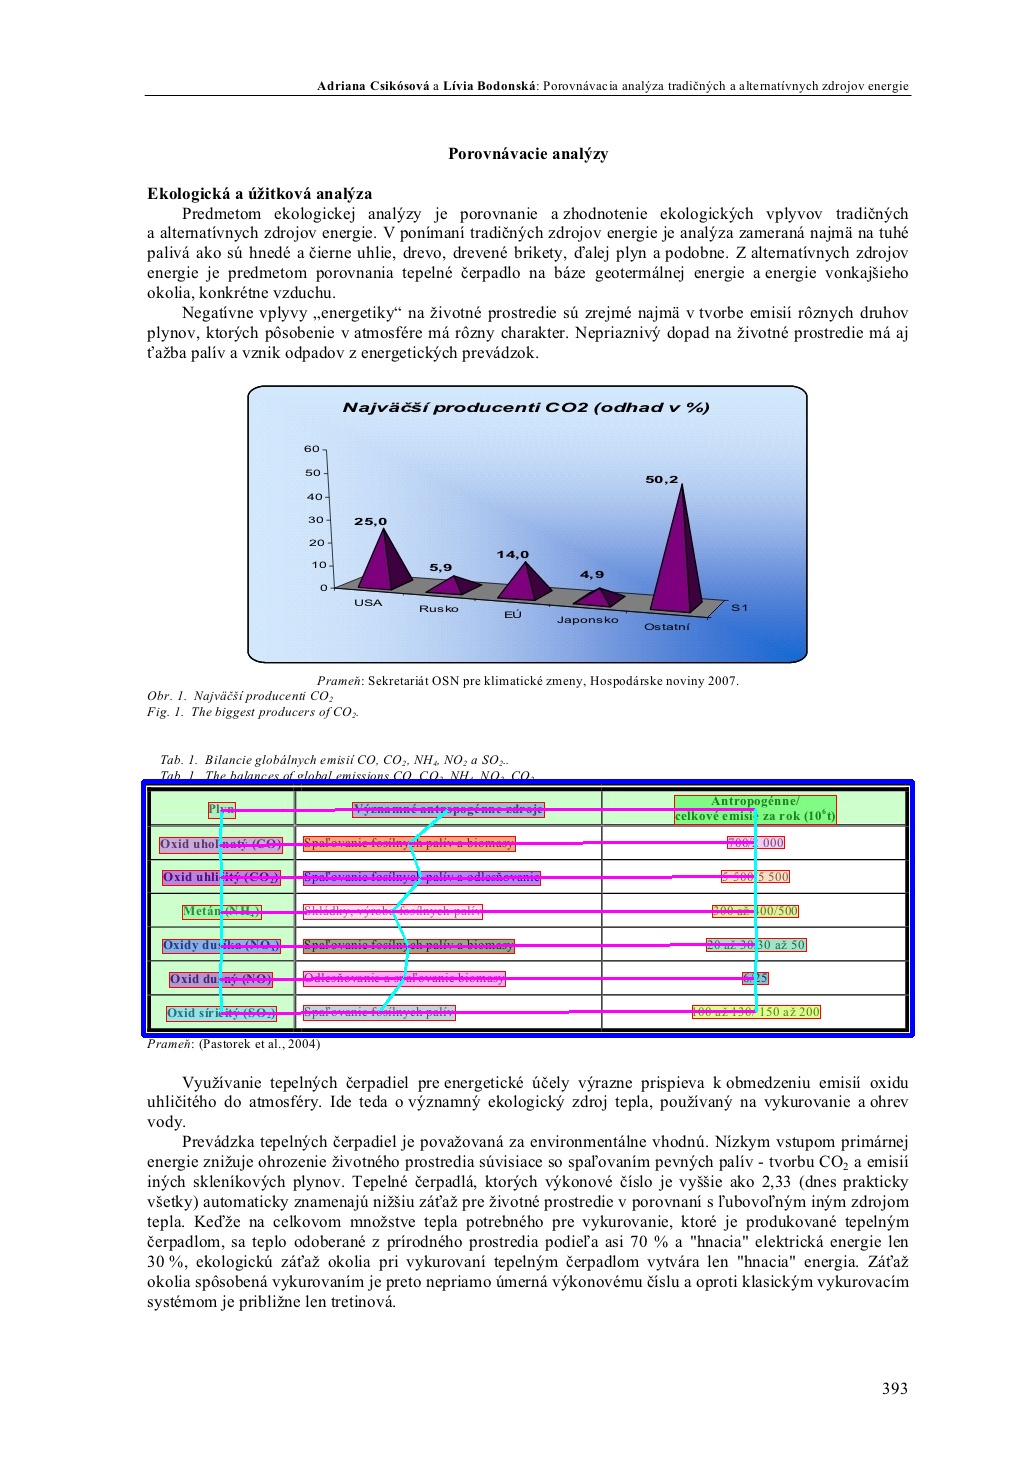 Adriana Csikósová a Lívia Bodonská: Porovnávacia analýza tradičných a alternatívnych zdrojov energie
Porovnávacie analýzy
Ekologická a úžitková analýza
Predmetom ekologickej analýzy je porovnanie a zhodnotenie ekologických vplyvov tradičných
a alternatívnych zdrojov energie. V ponímaní tradičných zdrojov energie je analýza zameraná najmä na tuhé
palivá ako sú hnedé a čierne uhlie, drevo, drevené brikety, ďalej plyn a podobne. Z alternatívnych zdrojov
energie je predmetom porovnania tepelné čerpadlo na báze geotermálnej energie a energie vonkajšieho
okolia, konkrétne vzduchu.
Negatívne vplyvy „energetiky“ na životné prostredie sú zrejmé najmä v tvorbe emisií rôznych druhov
plynov, ktorých pôsobenie v atmosfére má rôzny charakter. Nepriaznivý dopad na životné prostredie má aj
ťažba palív a vznik odpadov z energetických prevádzok.
Najväčší producenti CO2 (odhad v %)
60
50
40
30
20
10
0
25,0
5,9
14,0
4,9
50,2
USA
Rusko
EÚ
Japonsko
Ostatní
S1
Prameň: Sekretariát OSN pre klimatické zmeny, Hospodárske noviny 2007.
Obr. 1. Najväčší producenti CO2
Fig. 1. The biggest producers of CO2.
Tab. 1. Bilancie globálnych emisií CO, CO2, NH4, NO2 a SO2..
Tab. 1. The balances of global emissions CO, CO2, NH4, NO2, CO2
Plyn Významné antropogénne zdroje Antropogénne/
celkové emisie za rok (10⁶t)
Oxid uhoľnatý (CO) Spaľovanie fosílnych palív a biomasy 700/2 000
Oxid uhličitý (CO2) Spaľovanie fosílnych palív a odlesňovanie 5 500/5 500
Metán (NH4) Skládky, výroba fosílnych palív 300 až 400/500
Oxidy dusíka (NOx) Spaľovanie fosílnych palív a biomasy 20 až 30/30 až 50
Oxid dusný (NO) Odlesňovanie a spaľovanie biomasy 6/25
Oxid siričitý (SO2) Spaľovanie fosílnych palív 100 až 130/ 150 až 200
Prameň: (Pastorek et al., 2004)
Využívanie tepelných čerpadiel pre energetické účely výrazne prispieva k obmedzeniu emisií oxidu
uhličitého do atmosféry. Ide teda o významný ekologický zdroj tepla, používaný na vykurovanie a ohrev
vody.
Prevádzka tepelných čerpadiel je považovaná za environmentálne vhodnú. Nízkym vstupom primárnej
energie znižuje ohrozenie životného prostredia súvisiace so spaľovaním pevných palív - tvorbu CO2 a emisií
iných skleníkových plynov. Tepelné čerpadlá, ktorých výkonové číslo je vyššie ako 2,33 (dnes prakticky
všetky) automaticky znamenajú nižšiu záťaž pre životné prostredie v porovnaní s ľubovoľným iným zdrojom
tepla. Keďže na celkovom množstve tepla potrebného pre vykurovanie, ktoré je produkované tepelným
čerpadlom, sa teplo odoberané z prírodného prostredia podieľa asi 70 % a "hnacia" elektrická energie len
30 %, ekologickú záťaž okolia pri vykurovaní tepelným čerpadlom vytvára len "hnacia" energia. Záťaž
okolia spôsobená vykurovaním je preto nepriamo úmerná výkonovému číslu a oproti klasickým vykurovacím
systémom je približne len tretinová.
393